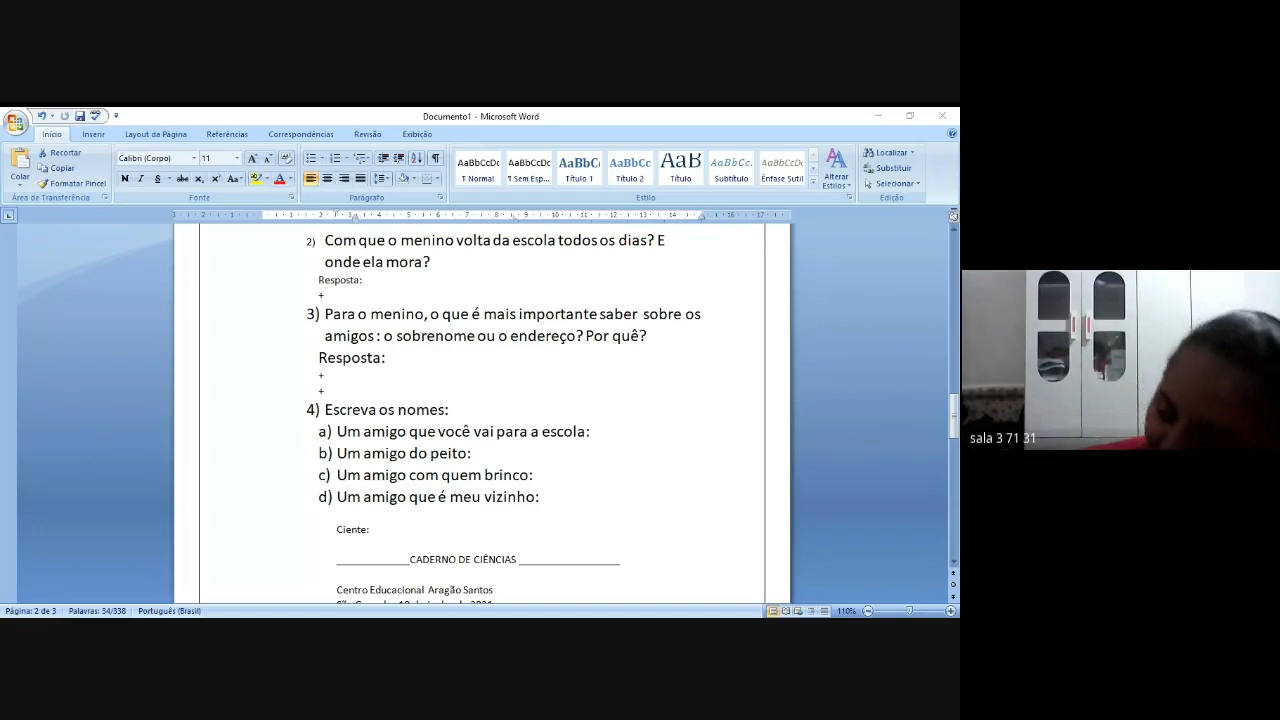 Documento1 - Microsoft Word
Início Inserir Layout da Página Referências Correspondências Revisão Exibição
Colar
Recortar
Copiar
Formatar Pincel
Área de Transferência
Calibri (Corpo) 11
Fonte
Parágrafo
AaBbCcDc AaBbCcDc AaBbC AaBbCc AaB AaBbCc. AaBbCcDc
¶ Normal ¶ Sem Esp... Título 1 Título 2 Título Subtítulo Ênfase Sutil
Alterar Estilos
Estilo
Localizar
Substituir
Selecionar
Edição
2) Com que o menino volta da escola todos os dias? E
onde ela mora?
Resposta:
+
3) Para o menino, o que é mais importante saber sobre os
amigos : o sobrenome ou o endereço? Por quê?
Resposta:
+
+
4) Escreva os nomes:
a) Um amigo que você vai para a escola:
b) Um amigo do peito:
c) Um amigo com quem brinco:
d) Um amigo que é meu vizinho:
Ciente:
_____________CADERNO DE CIÊNCIAS __________________
Centro Educacional Aragão Santos
Página: 2 de 3 Palavras: 34/338 Português (Brasil) 110%
sala 3 71 31